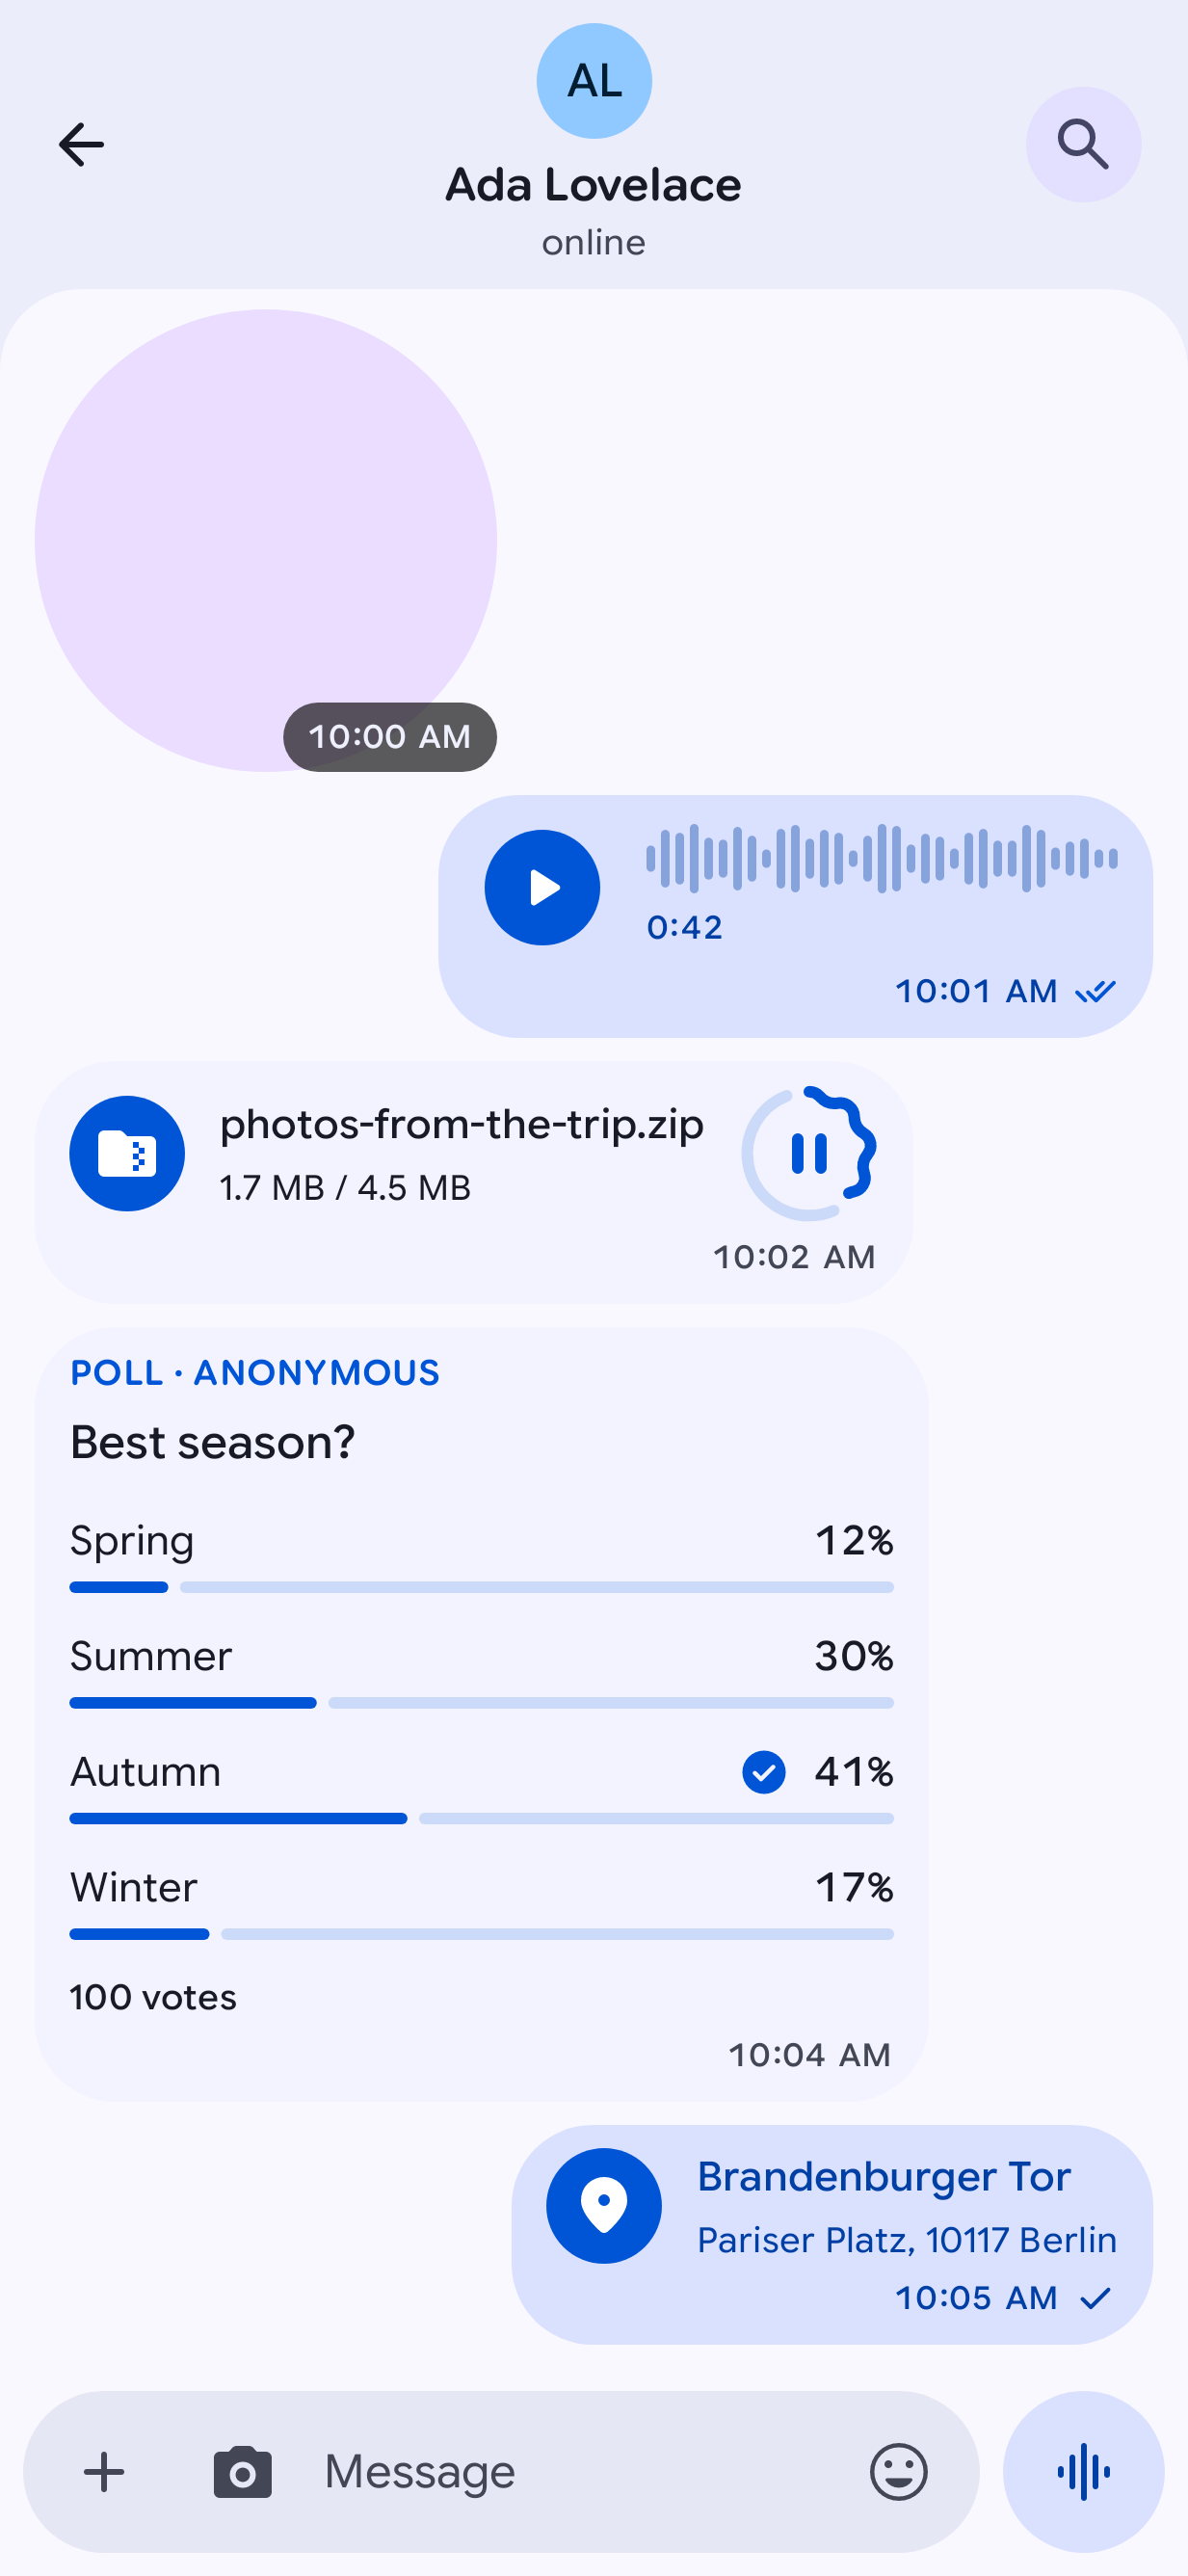 AL
Ada Lovelace
online
10:00 AM
0:42
10:01 AM
photos-from-the-trip.zip
1.7 MB / 4.5 MB
10:02 AM
POLL · ANONYMOUS
Best season?
Spring 12%
Summer 30%
Autumn 41%
Winter 17%
100 votes
10:04 AM
Brandenburger Tor
Pariser Platz, 10117 Berlin
10:05 AM
Message